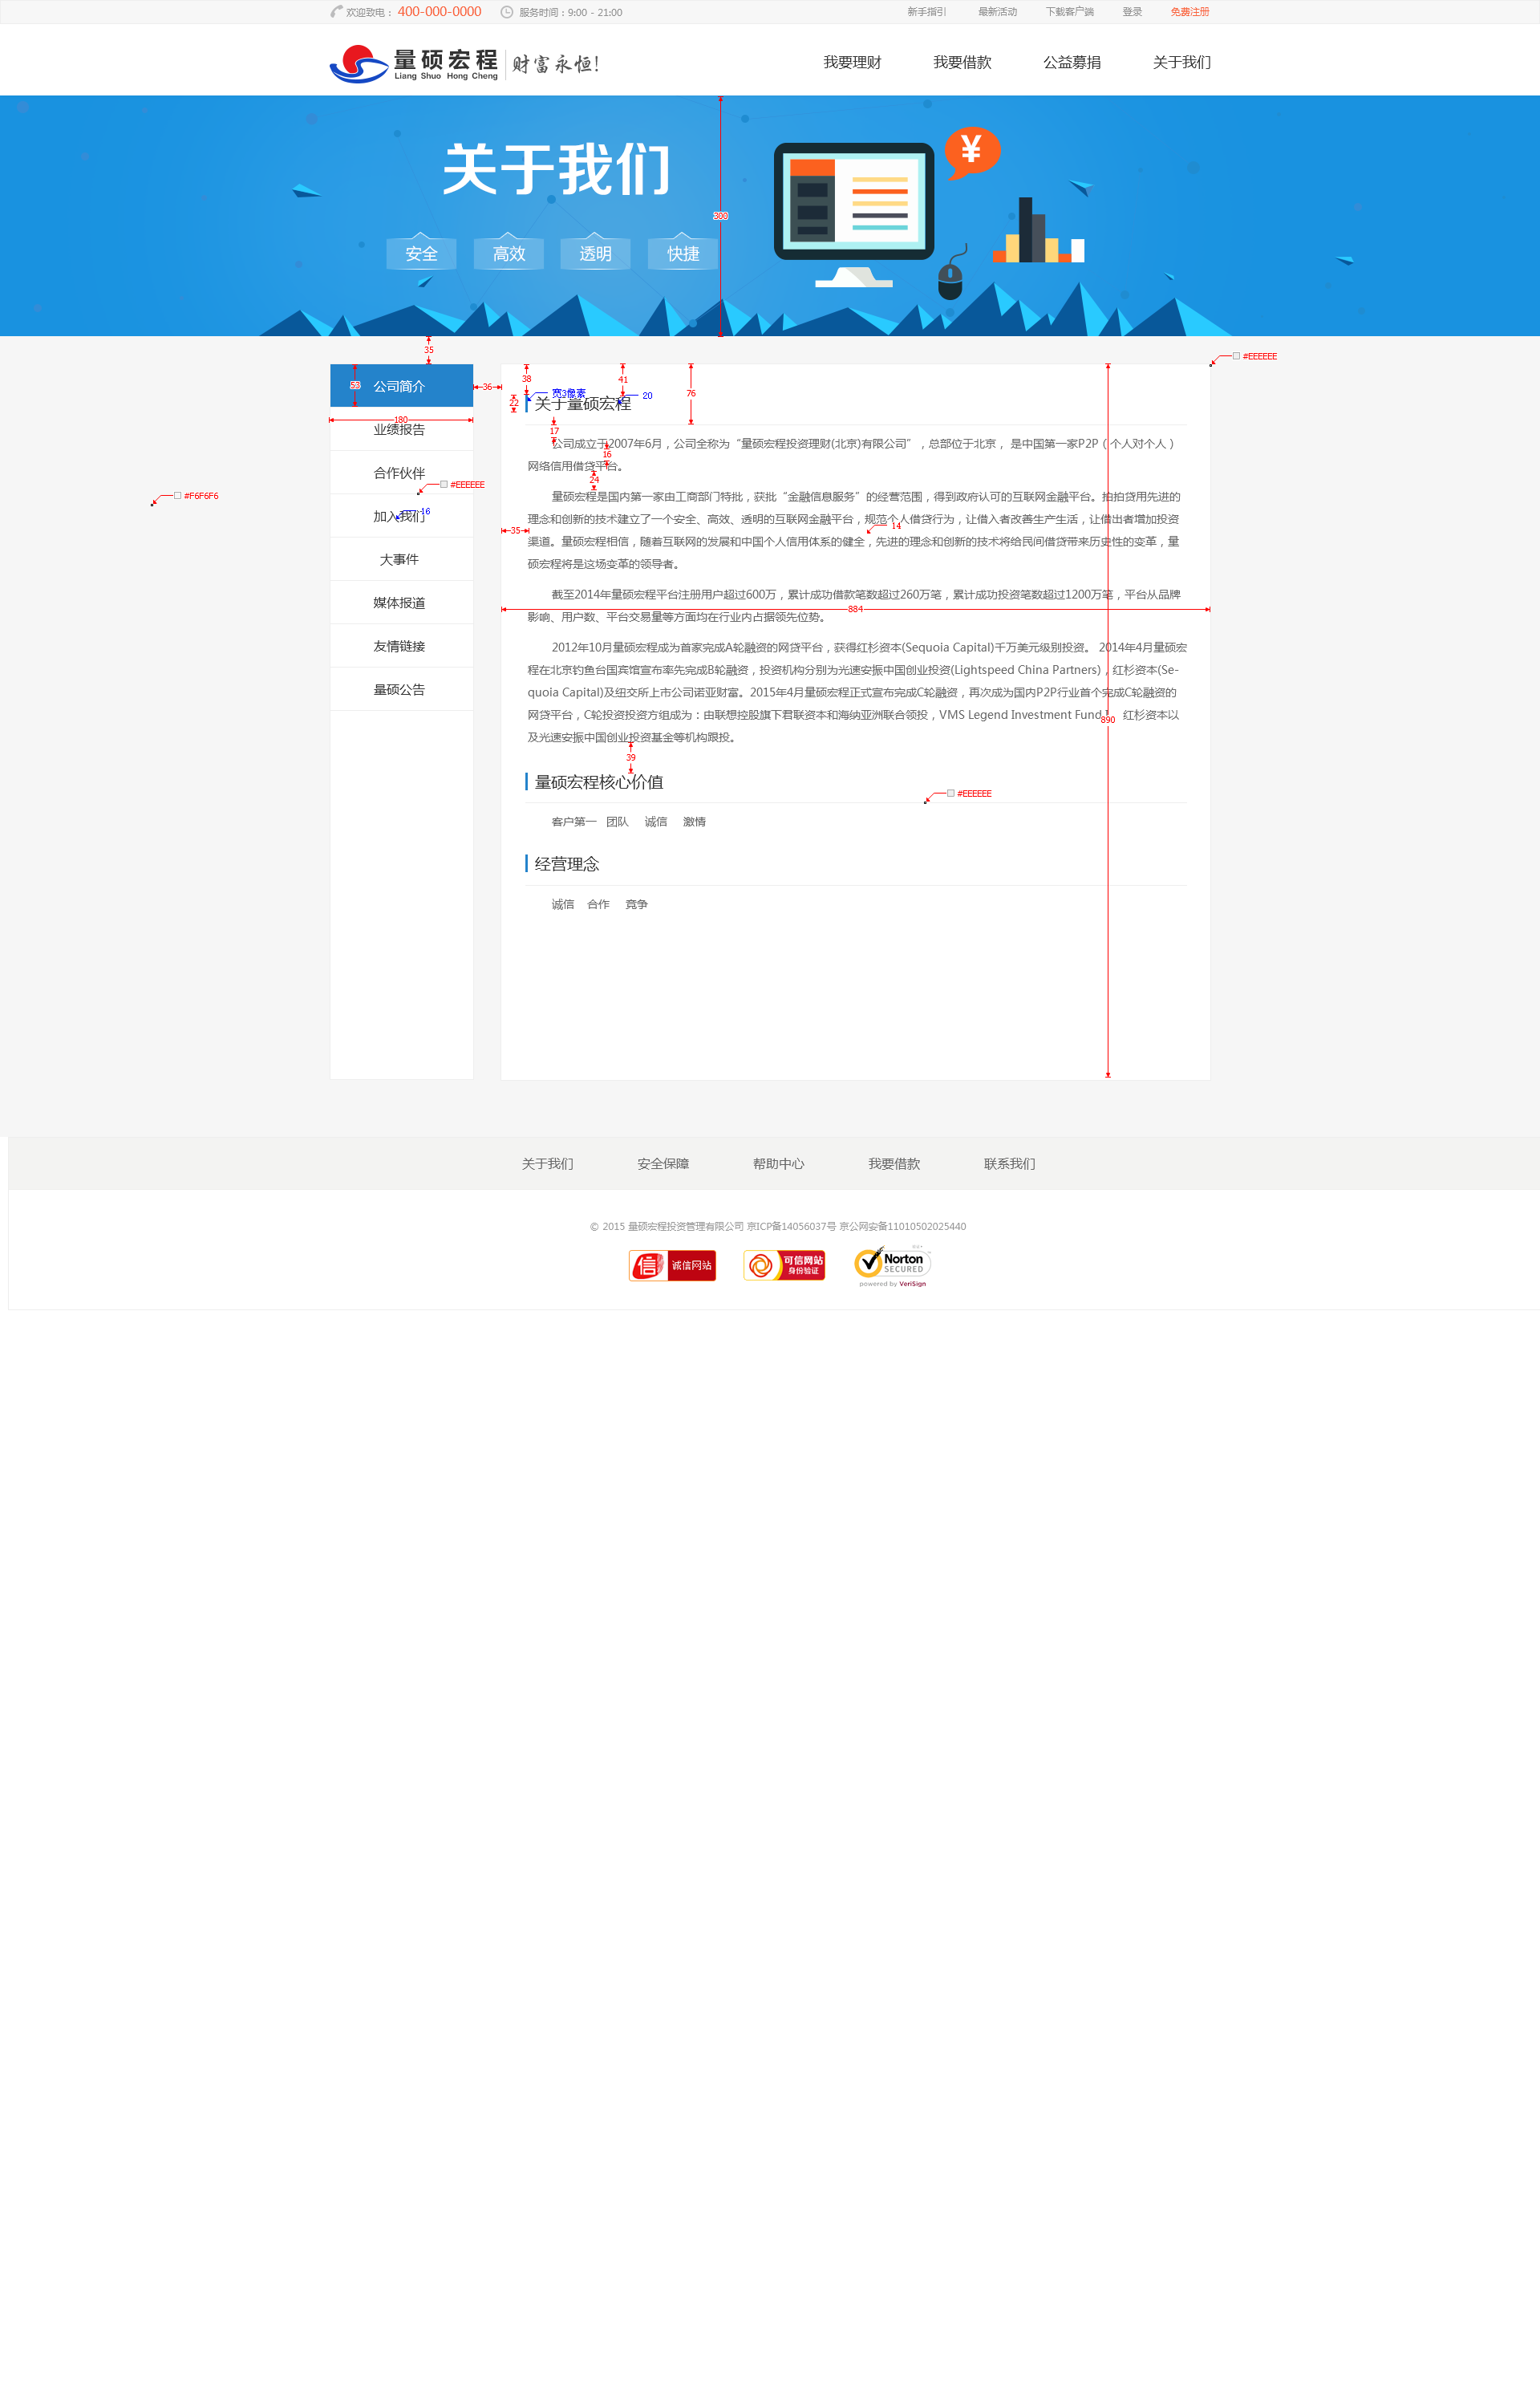 欢迎致电： 400-000-0000 服务时间：9:00 - 21:00 新手指引 最新活动 下载客户端 登录 免费注册
量硕宏程 财富永恒！ 我要理财 我要借款 公益募捐 关于我们
Liang Shuo Hong Cheng
¥
关于我们
300
安全 高效 透明 快捷
35
#EEEEEE
公司简介
53
36
180
业绩报告
合作伙伴
#EEEEEE
#F6F6F6
加入我们
16
大事件
媒体报道
友情链接
量硕公告
38
41
76
宽3像素
20
22
关于量硕宏程
17
公司成立于2007年6月，公司全称为“量硕宏程投资理财(北京)有限公司”，总部位于北京， 是中国第一家P2P（个人对个人）
16
网络信用借贷平台。
24
量硕宏程是国内第一家由工商部门特批，获批“金融信息服务”的经营范围，得到政府认可的互联网金融平台。拍拍贷用先进的
理念和创新的技术建立了一个安全、高效、透明的互联网金融平台，规范个人借贷行为，让借入者改善生产生活，让借出者增加投资
35
14
渠道。量硕宏程相信，随着互联网的发展和中国个人信用体系的健全，先进的理念和创新的技术将给民间借贷带来历史性的变革，量
硕宏程将是这场变革的领导者。
截至2014年量硕宏程平台注册用户超过600万，累计成功借款笔数超过260万笔，累计成功投资笔数超过1200万笔，平台从品牌
884
影响、用户数、平台交易量等方面均在行业内占据领先位势。
2012年10月量硕宏程成为首家完成A轮融资的网贷平台，获得红杉资本(Sequoia Capital)千万美元级别投资。 2014年4月量硕宏
程在北京钓鱼台国宾馆宣布率先完成B轮融资，投资机构分别为光速安振中国创业投资(Lightspeed China Partners)，红杉资本(Se-
quoia Capital)及纽交所上市公司诺亚财富。2015年4月量硕宏程正式宣布完成C轮融资，再次成为国内P2P行业首个完成C轮融资的
网贷平台，C轮投资投资方组成为：由联想控股旗下君联资本和海纳亚洲联合领投，VMS Legend Investment Fund I 、红杉资本以
890
及光速安振中国创业投资基金等机构跟投。
39
量硕宏程核心价值
#EEEEEE
客户第一 团队 诚信 激情
经营理念
诚信 合作 竞争
关于我们 安全保障 帮助中心 我要借款 联系我们
© 2015 量硕宏程投资管理有限公司 京ICP备14056037号 京公网安备11010502025440
信 诚信网站 可信网站 身份验证 Norton
SECURED
powered by VeriSign